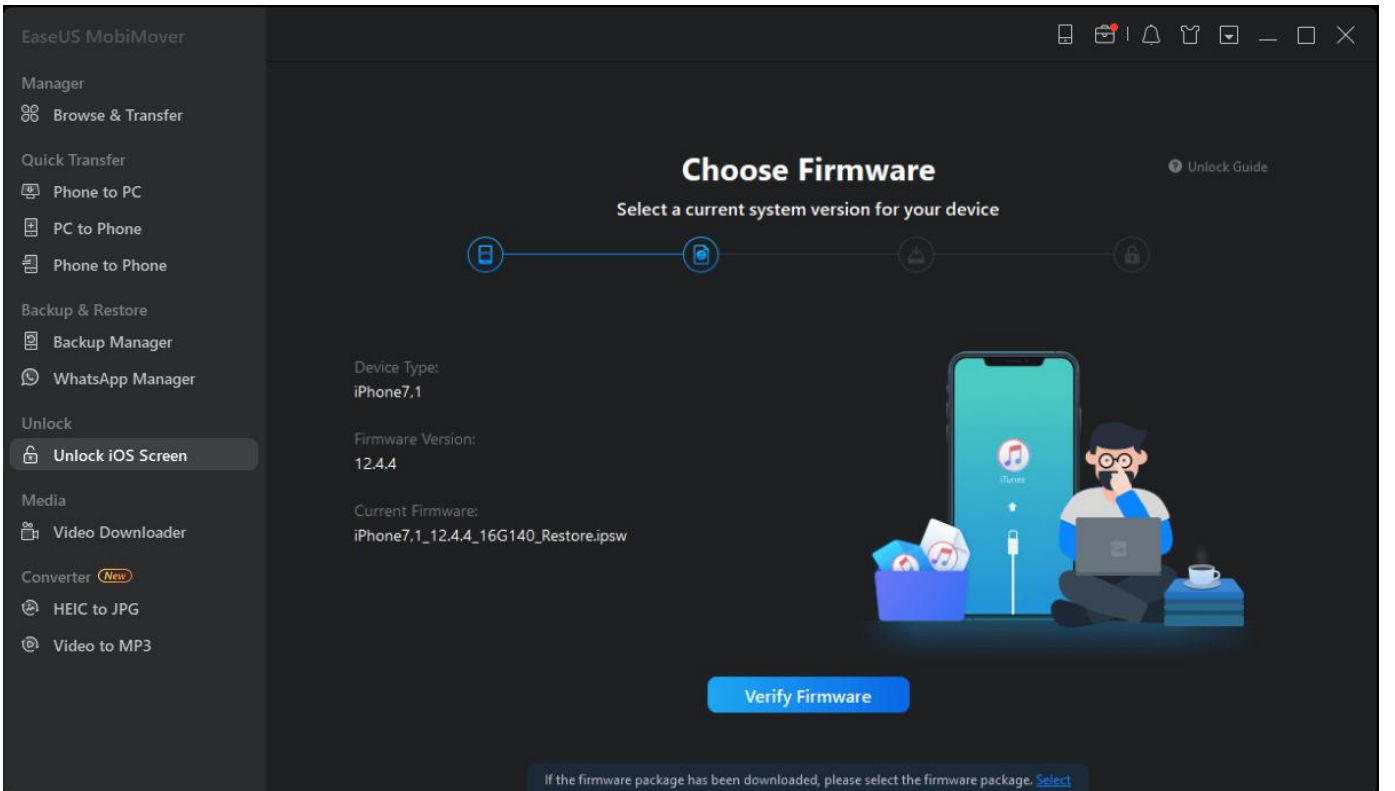 EaseUS MobiMover
Manager
Browse & Transfer
Quick Transfer
Phone to PC
PC to Phone
Phone to Phone
Backup & Restore
Backup Manager
WhatsApp Manager
Unlock
Unlock iOS Screen
Media
Video Downloader
Converter New
HEIC to JPG
Video to MP3
Choose Firmware
Unlock Guide
Select a current system version for your device
Device Type:
iPhone7,1
Firmware Version:
12.4.4
Current Firmware:
iPhone7,1_12.4.4_16G140_Restore.ipsw
iTunes
Verify Firmware
If the firmware package has been downloaded, please select the firmware package. Select